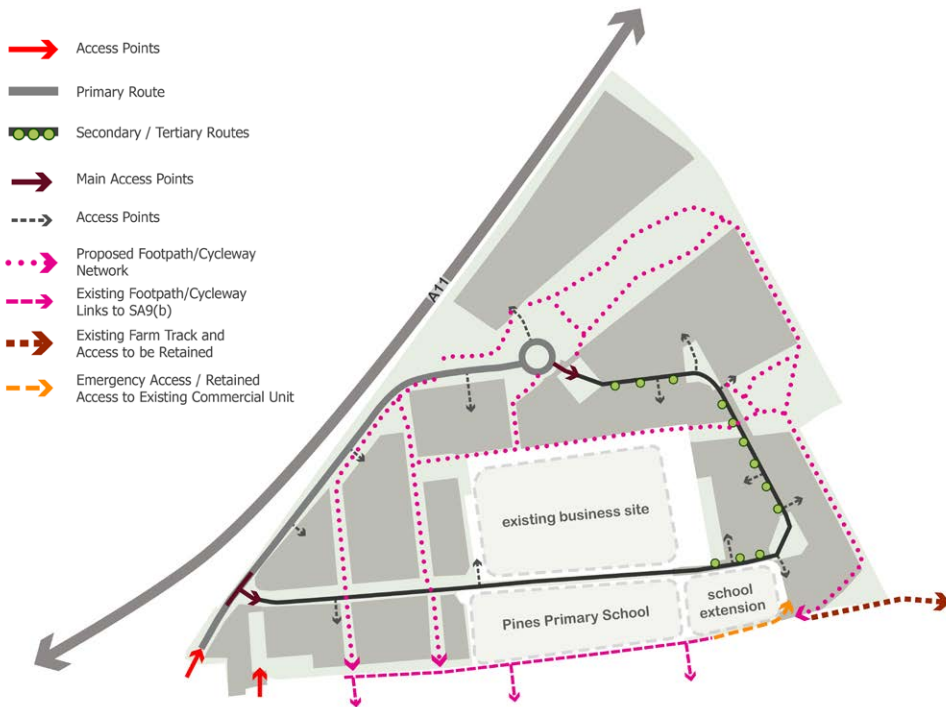 Access Points
Primary Route
Secondary / Tertiary Routes
Main Access Points
Access Points
Proposed Footpath/Cycleway
Network
Existing Footpath/Cycleway
Links to SA9(b)
Existing Farm Track and
Access to be Retained
Emergency Access / Retained
Access to Existing Commercial Unit
A11
existing business site
Pines Primary School
school
extension